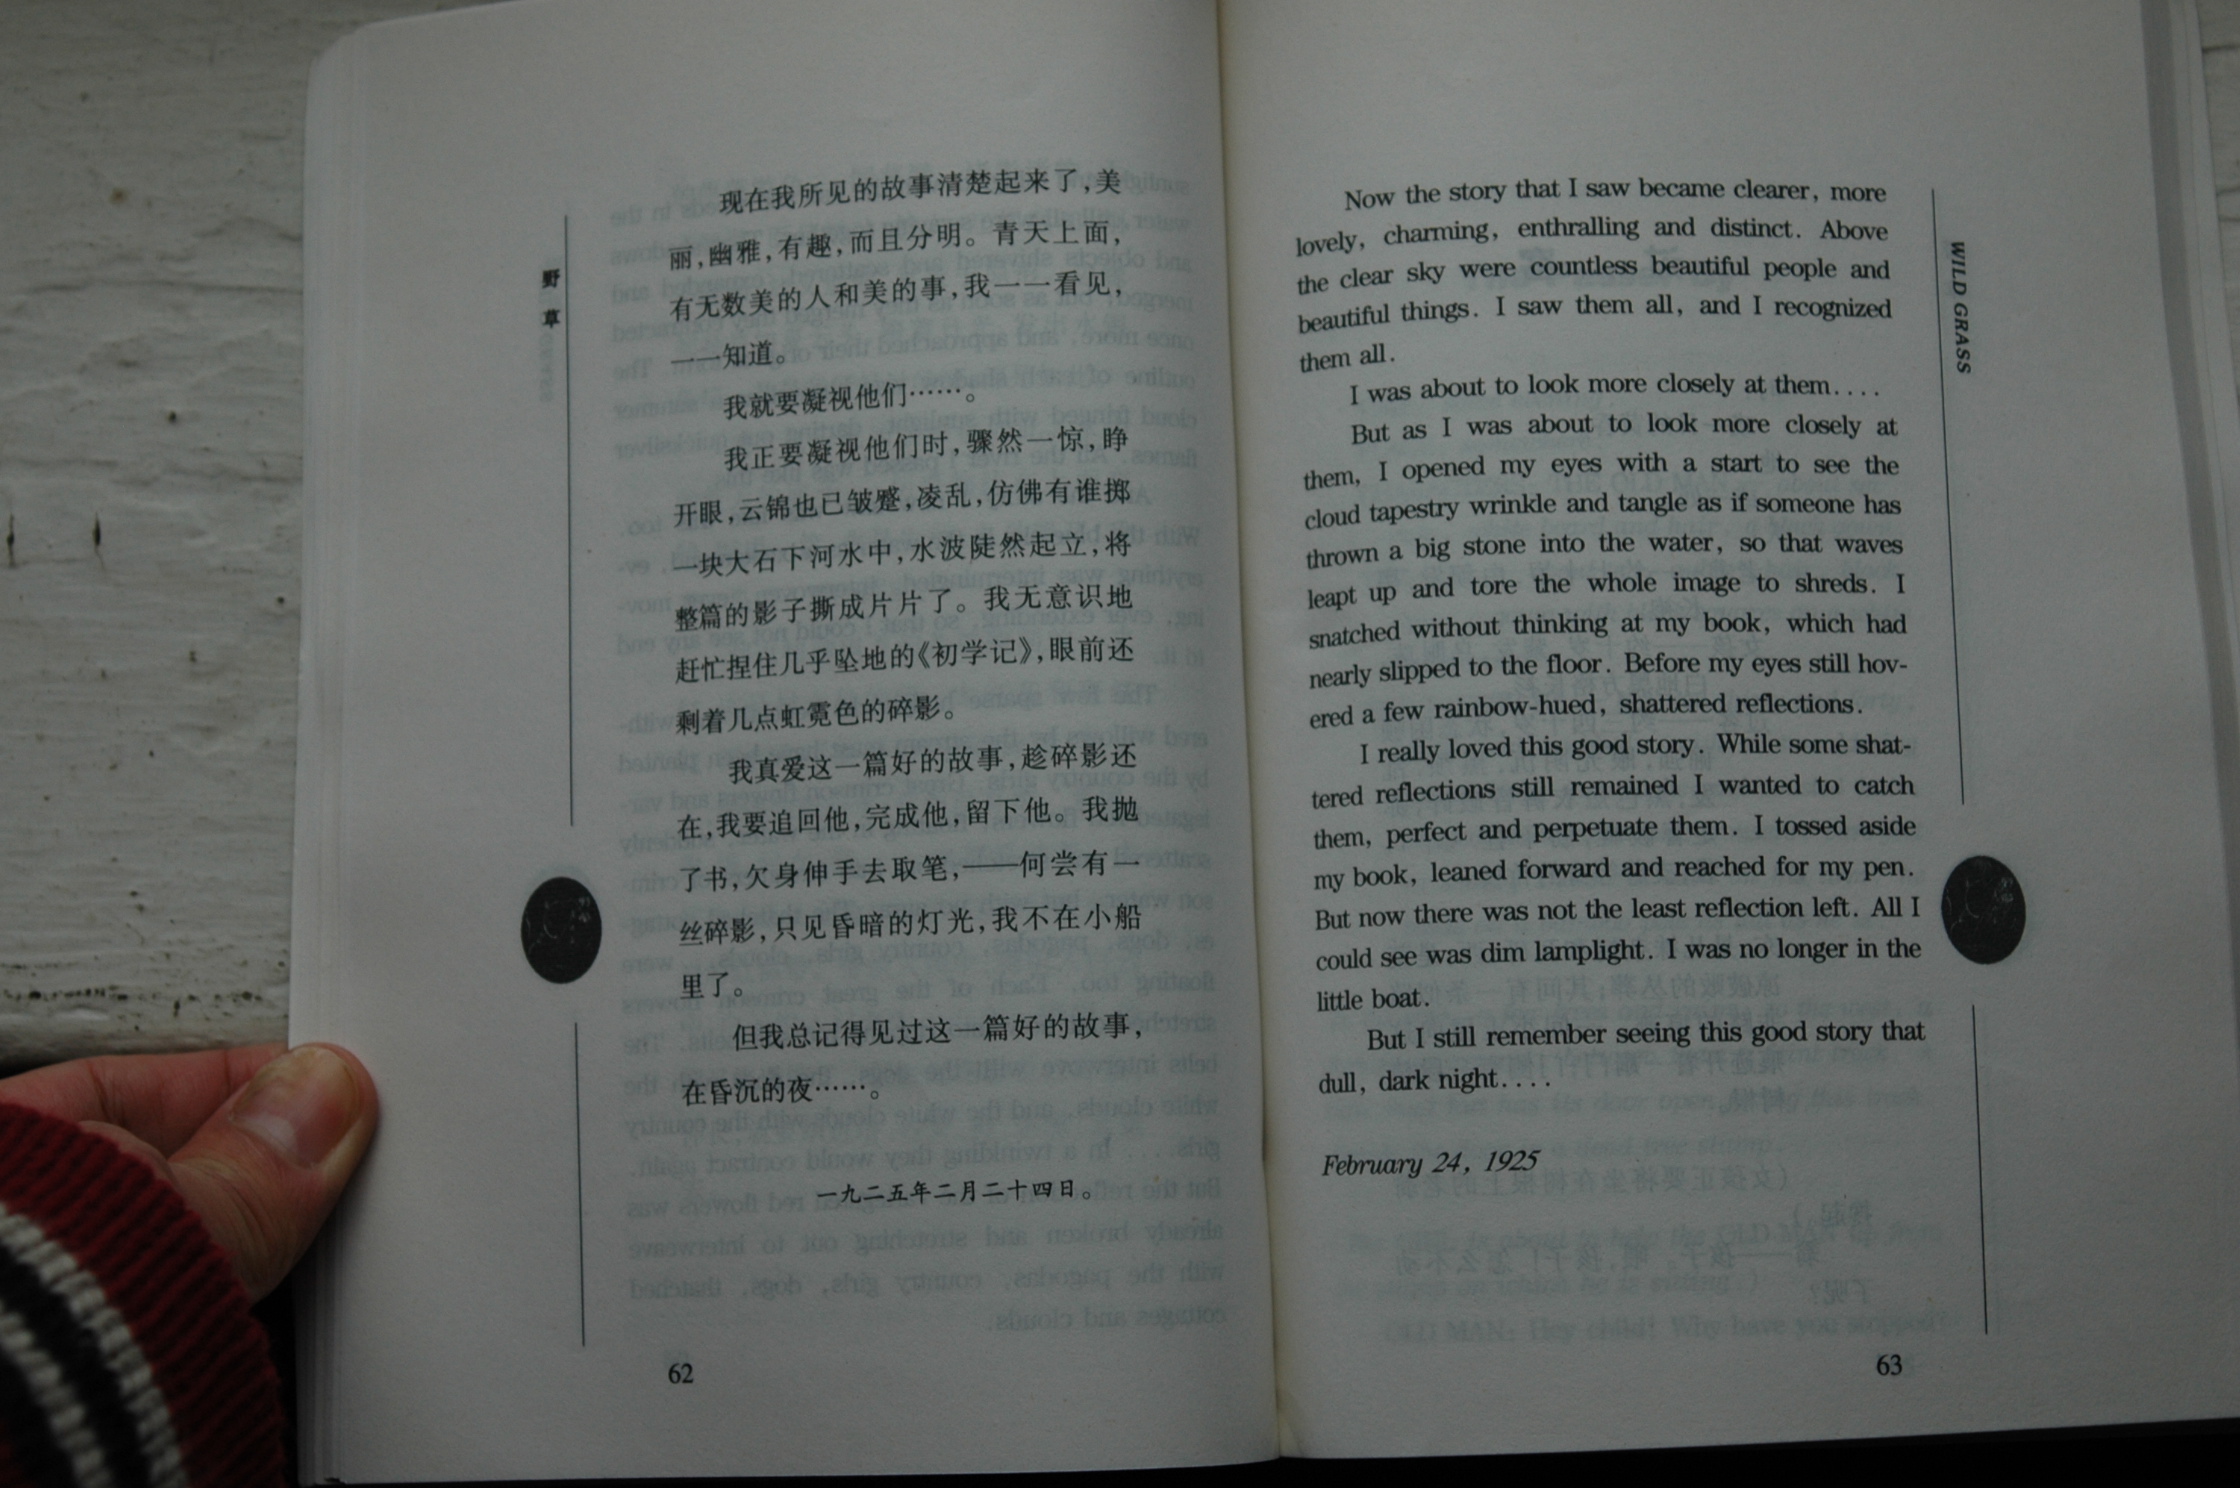 野草
现在我所见的故事清楚起来了,美
丽,幽雅,有趣,而且分明。青天上面,
有无数美的人和美的事,我一一看见,
一一知道。
我就要凝视他们……。
我正要凝视他们时,骤然一惊,睁
开眼,云锦也已皱蹙,凌乱,仿佛有谁掷
一块大石下河水中,水波陡然起立,将
整篇的影子撕成片片了。我无意识地
赶忙捏住几乎坠地的《初学记》,眼前还
剩着几点虹霓色的碎影。
我真爱这一篇好的故事,趁碎影还
在,我要追回他,完成他,留下他。我抛
了书,欠身伸手去取笔,——何尝有一
丝碎影,只见昏暗的灯光,我不在小船
里了。
但我总记得见过这一篇好的故事,
在昏沉的夜……。
一九二五年二月二十四日。
62
WILD GRASS
Now the story that I saw became clearer, more
lovely, charming, enthralling and distinct. Above
the clear sky were countless beautiful people and
beautiful things. I saw them all, and I recognized
them all.
I was about to look more closely at them....
But as I was about to look more closely at
them, I opened my eyes with a start to see the
cloud tapestry wrinkle and tangle as if someone has
thrown a big stone into the water, so that waves
leapt up and tore the whole image to shreds. I
snatched without thinking at my book, which had
nearly slipped to the floor. Before my eyes still hov-
ered a few rainbow-hued, shattered reflections.
I really loved this good story. While some shat-
tered reflections still remained I wanted to catch
them, perfect and perpetuate them. I tossed aside
my book, leaned forward and reached for my pen.
But now there was not the least reflection left. All I
could see was dim lamplight. I was no longer in the
little boat.
But I still remember seeing this good story that
dull, dark night....
February 24, 1925
63